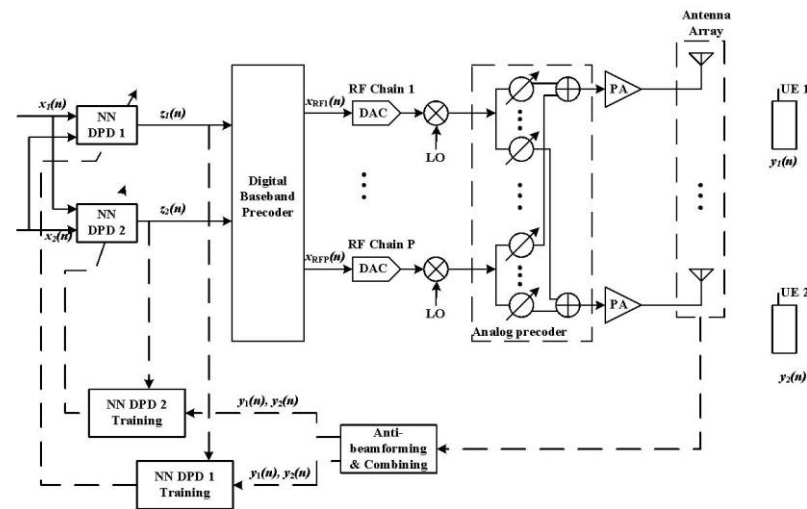 Antenna
Array
x₁(n)
NN
DPD 1
z₁(n)
x_RF1(n)
RF Chain 1
DAC
LO
PA
UE 1
y₁(n)
Digital
Baseband
Precoder
x₂(n)
NN
DPD 2
z₂(n)
x_RFP(n)
RF Chain P
DAC
LO
Analog precoder
PA
UE 2
y₂(n)
NN DPD 2
Training
y₁(n), y₂(n)
Anti-
beamforming
& Combining
NN DPD 1
Training
y₁(n), y₂(n)